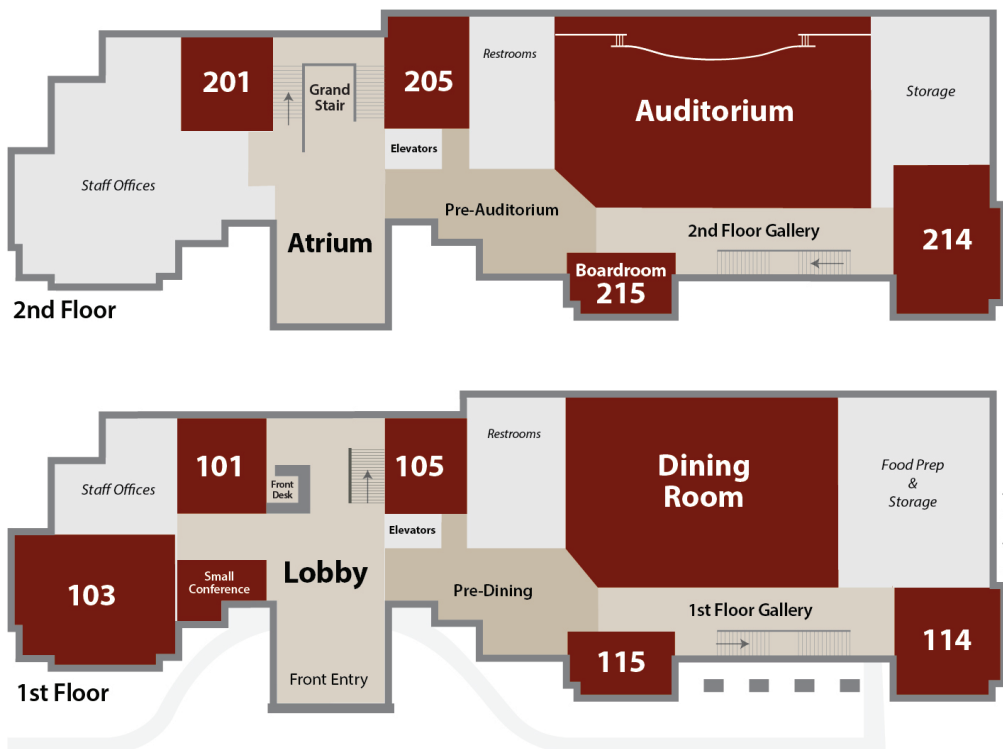 201
Grand
Stair
205
Restrooms
Auditorium
Storage
Elevators
Staff Offices
Pre-Auditorium
Atrium
2nd Floor Gallery
214
Boardroom
215
2nd Floor
101
Front
Desk
105
Restrooms
Dining
Room
Food Prep
&
Storage
Staff Offices
Elevators
103
Small
Conference
Lobby
Pre-Dining
1st Floor Gallery
115
114
Front Entry
1st Floor